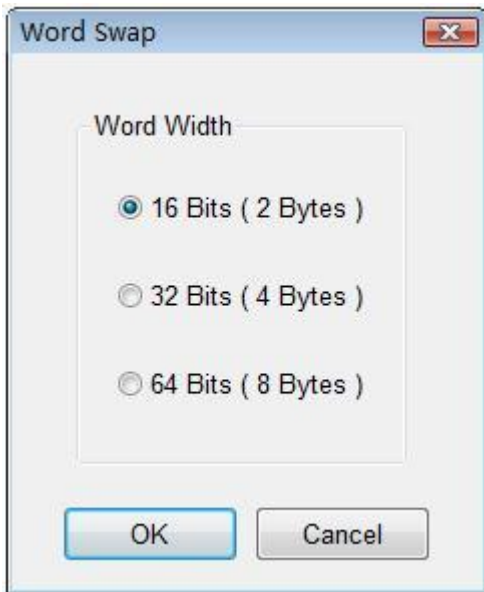 Word Swap
Word Width
16 Bits ( 2 Bytes )
32 Bits ( 4 Bytes )
64 Bits ( 8 Bytes )
OK Cancel